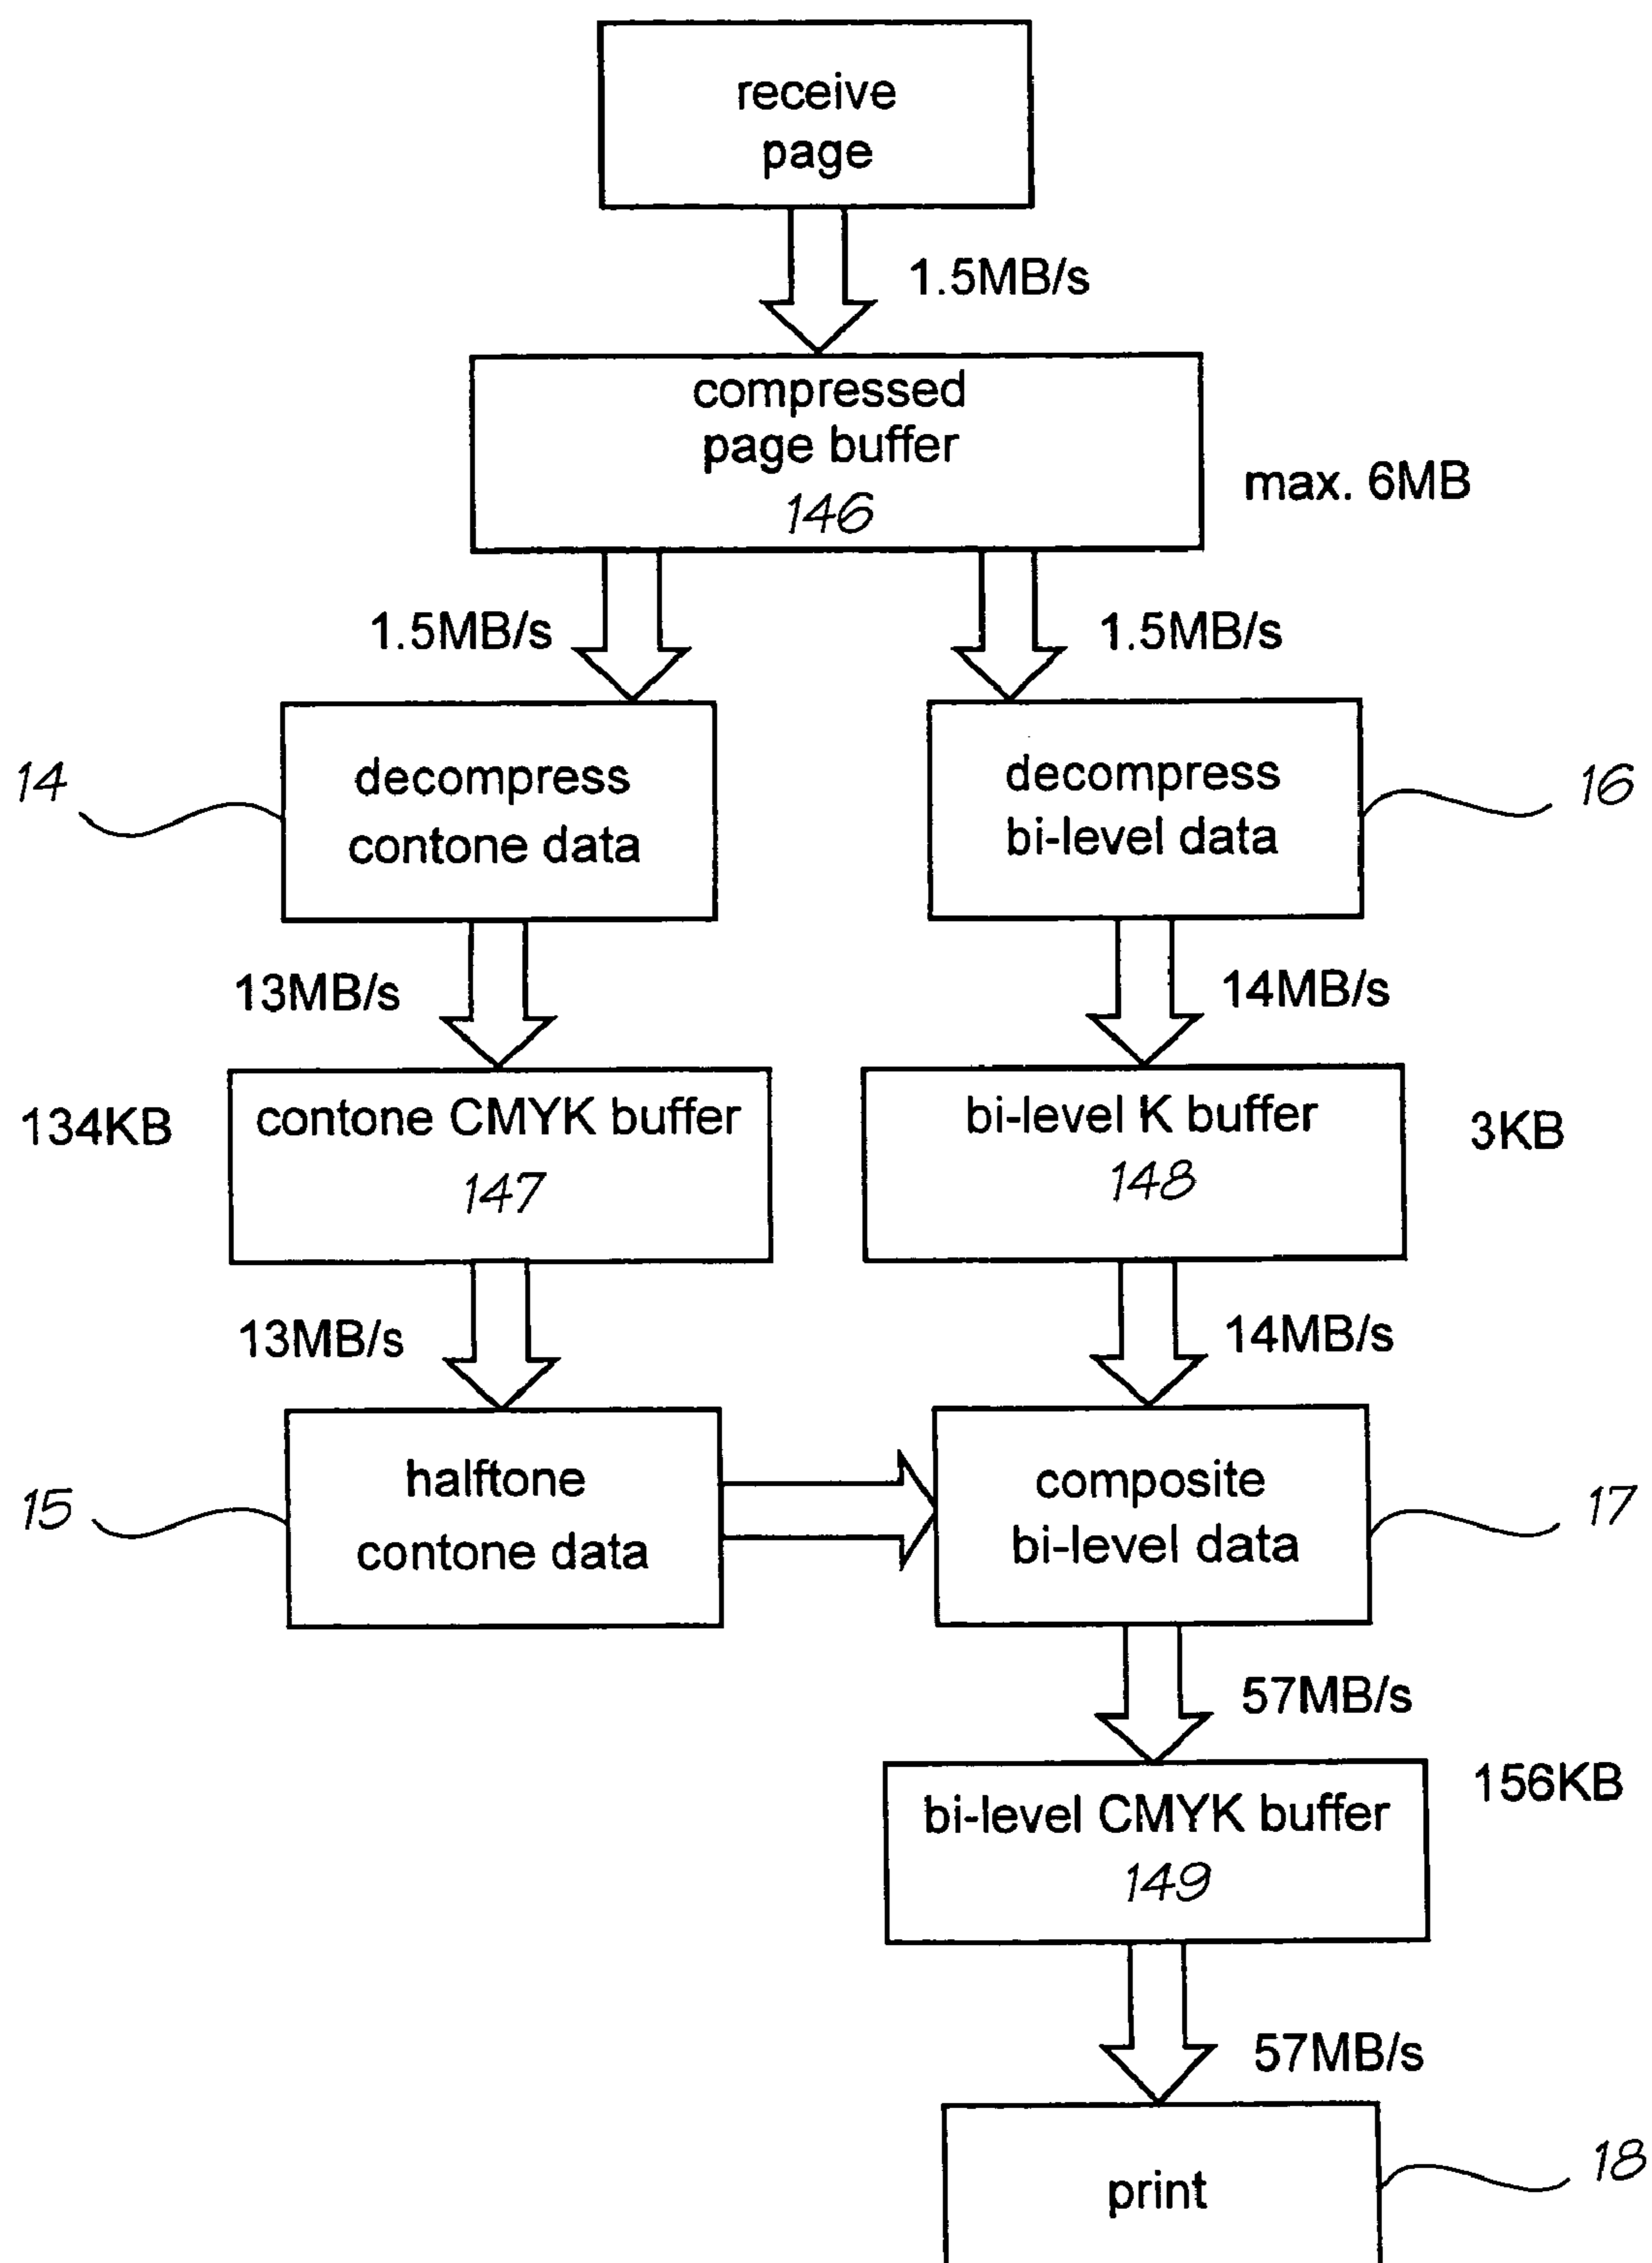 receive
page
1.5MB/s
compressed
page buffer
146
max. 6MB
1.5MB/s
1.5MB/s
14
decompress
contone data
decompress
bi-level data
16
13MB/s
14MB/s
134KB
contone CMYK buffer
147
bi-level K buffer
148
3KB
13MB/s
14MB/s
15
halftone
contone data
composite
bi-level data
17
57MB/s
bi-level CMYK buffer
149
156KB
57MB/s
print
18